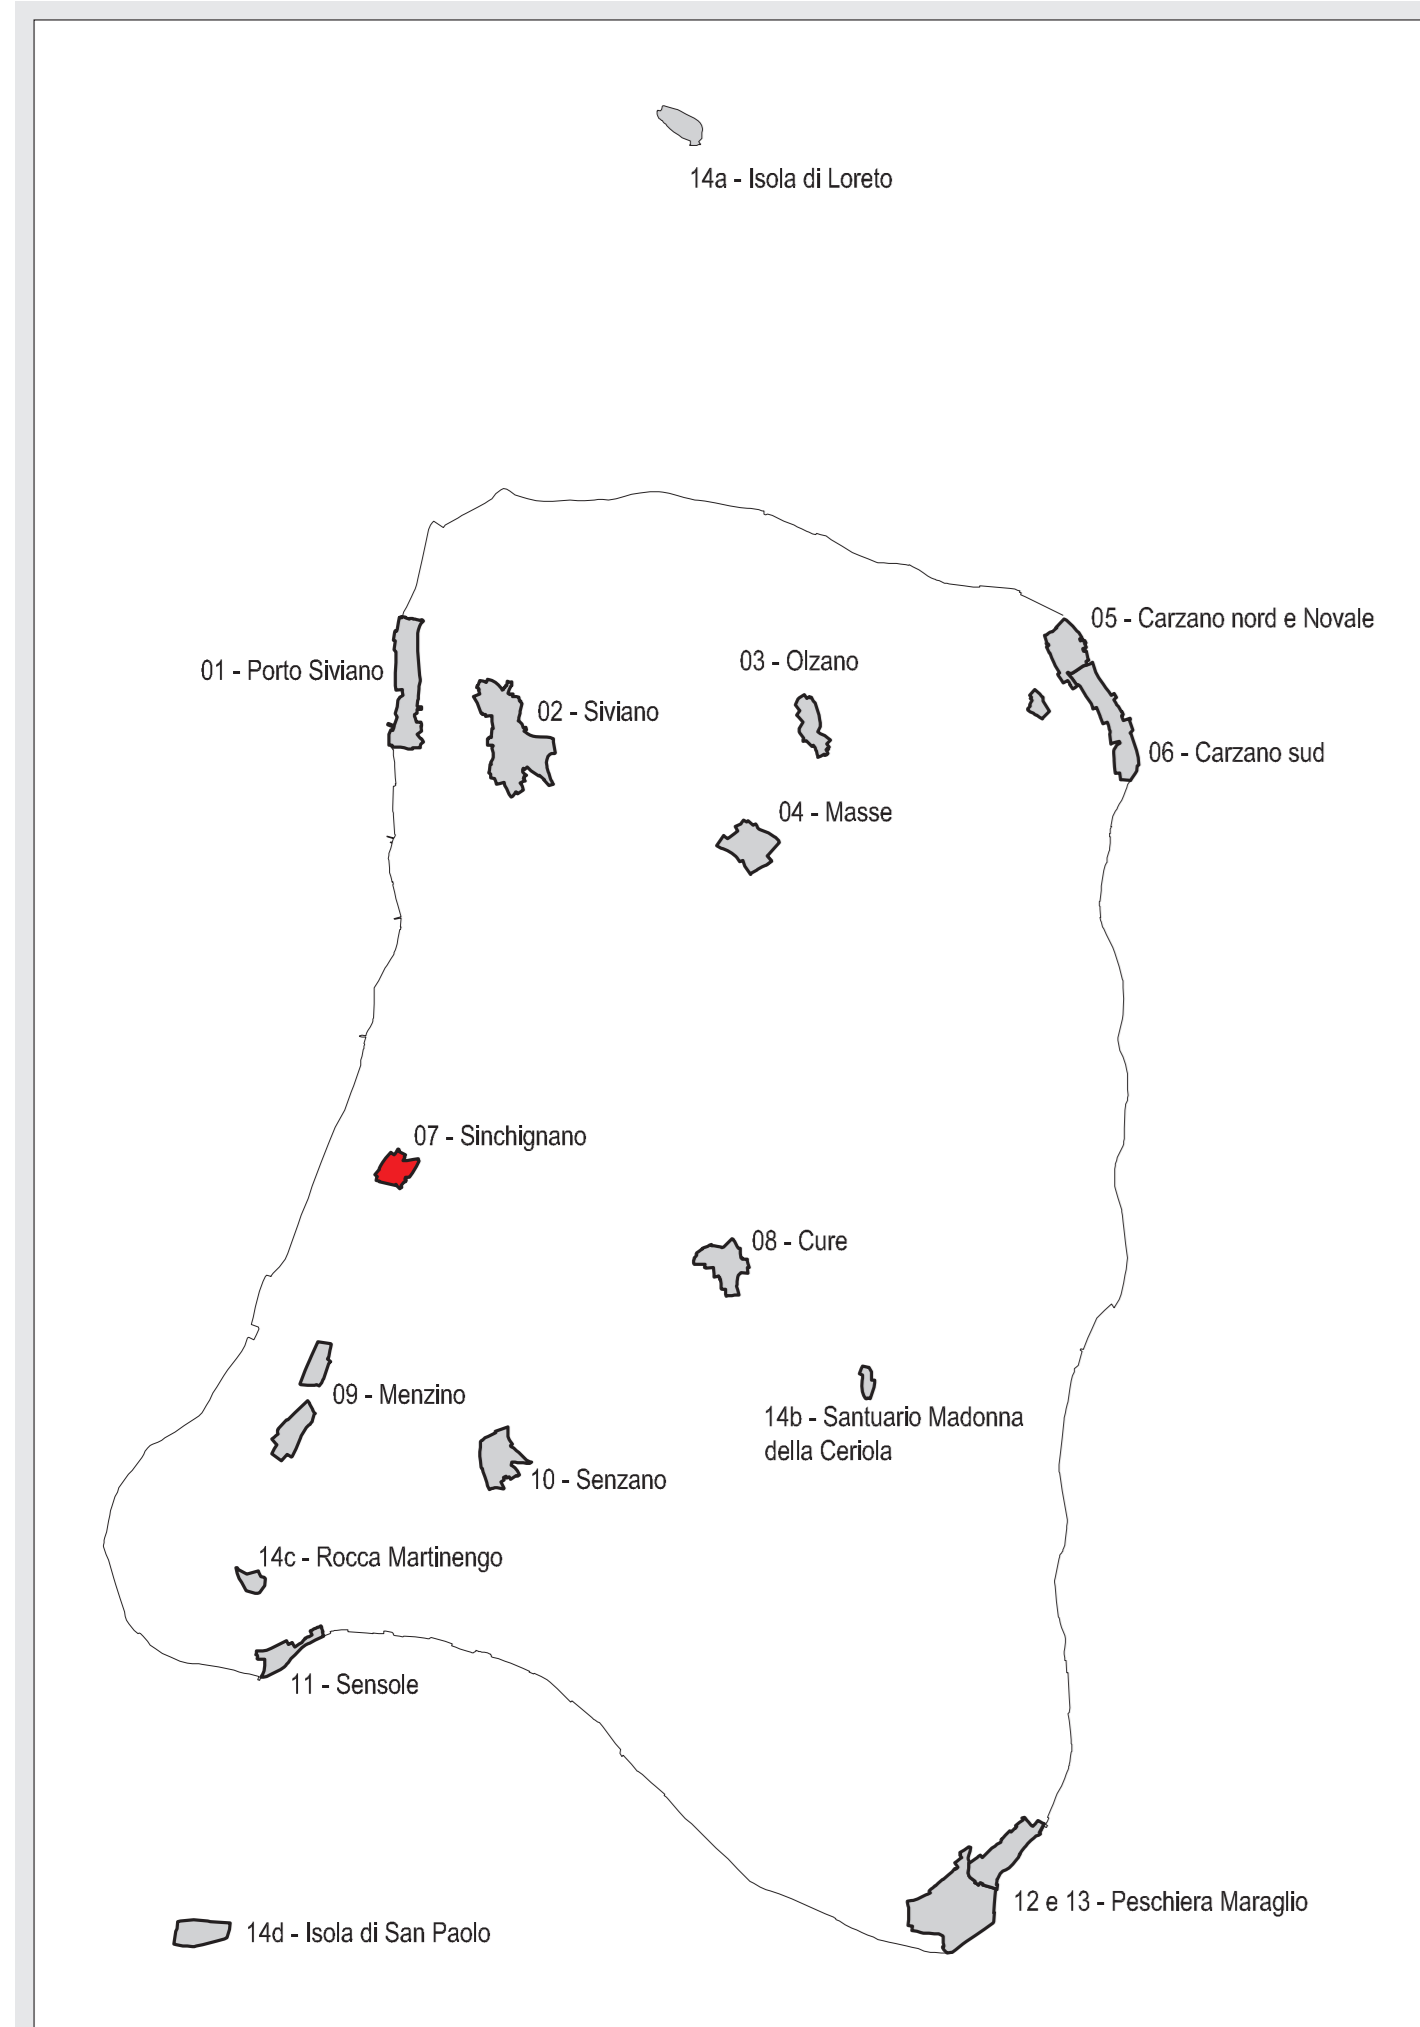 14a - Isola di Loreto
05 - Carzano nord e Novale
03 - Olzano
01 - Porto Siviano
02 - Siviano
06 - Carzano sud
04 - Masse
07 - Sinchignano
08 - Cure
09 - Menzino
14b - Santuario Madonna
della Ceriola
10 - Senzano
14c - Rocca Martinengo
11 - Sensole
12 e 13 - Peschiera Maraglio
14d - Isola di San Paolo